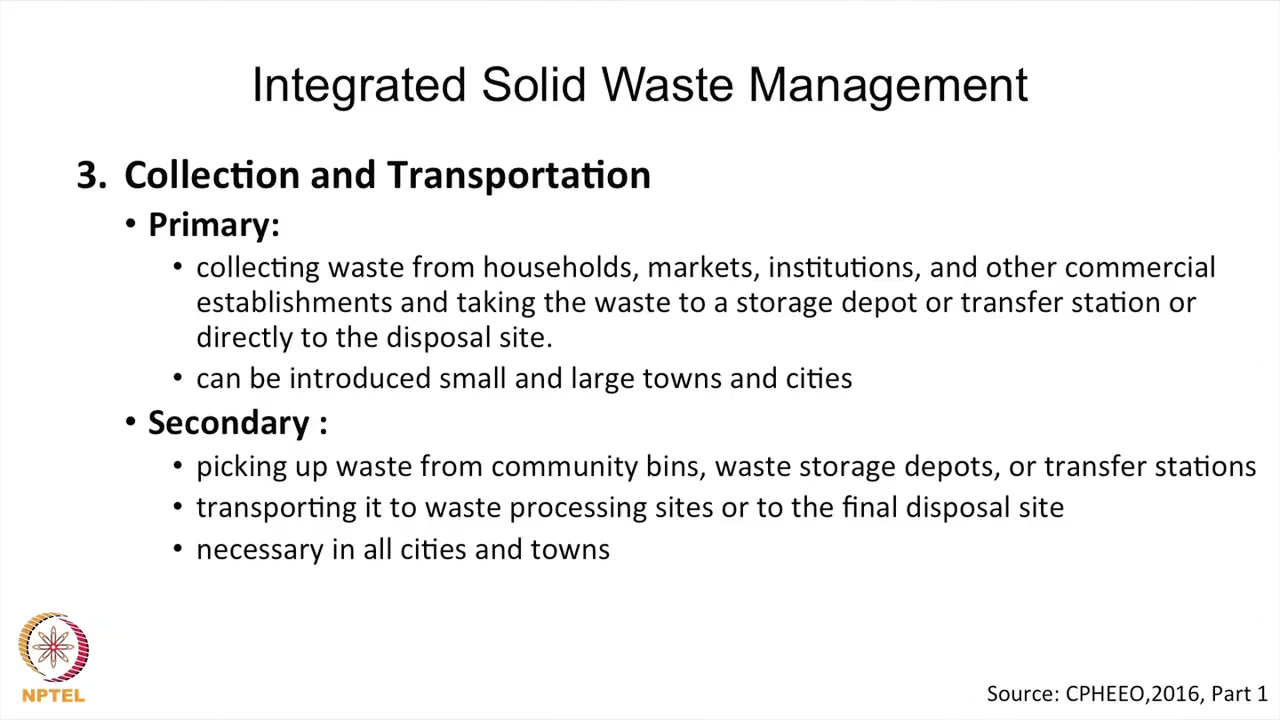 Integrated Solid Waste Management
3. Collection and Transportation
• Primary:
• collecting waste from households, markets, institutions, and other commercial
establishments and taking the waste to a storage depot or transfer station or
directly to the disposal site.
• can be introduced small and large towns and cities
• Secondary :
• picking up waste from community bins, waste storage depots, or transfer stations
• transporting it to waste processing sites or to the final disposal site
• necessary in all cities and towns
NPTEL
Source: CPHEEO,2016, Part 1